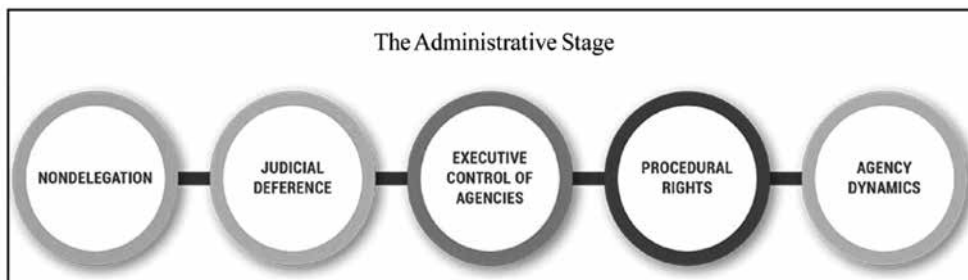 The Administrative Stage
NONDELEGATION
JUDICIAL
DEFERENCE
EXECUTIVE
CONTROL OF
AGENCIES
PROCEDURAL
RIGHTS
AGENCY
DYNAMICS